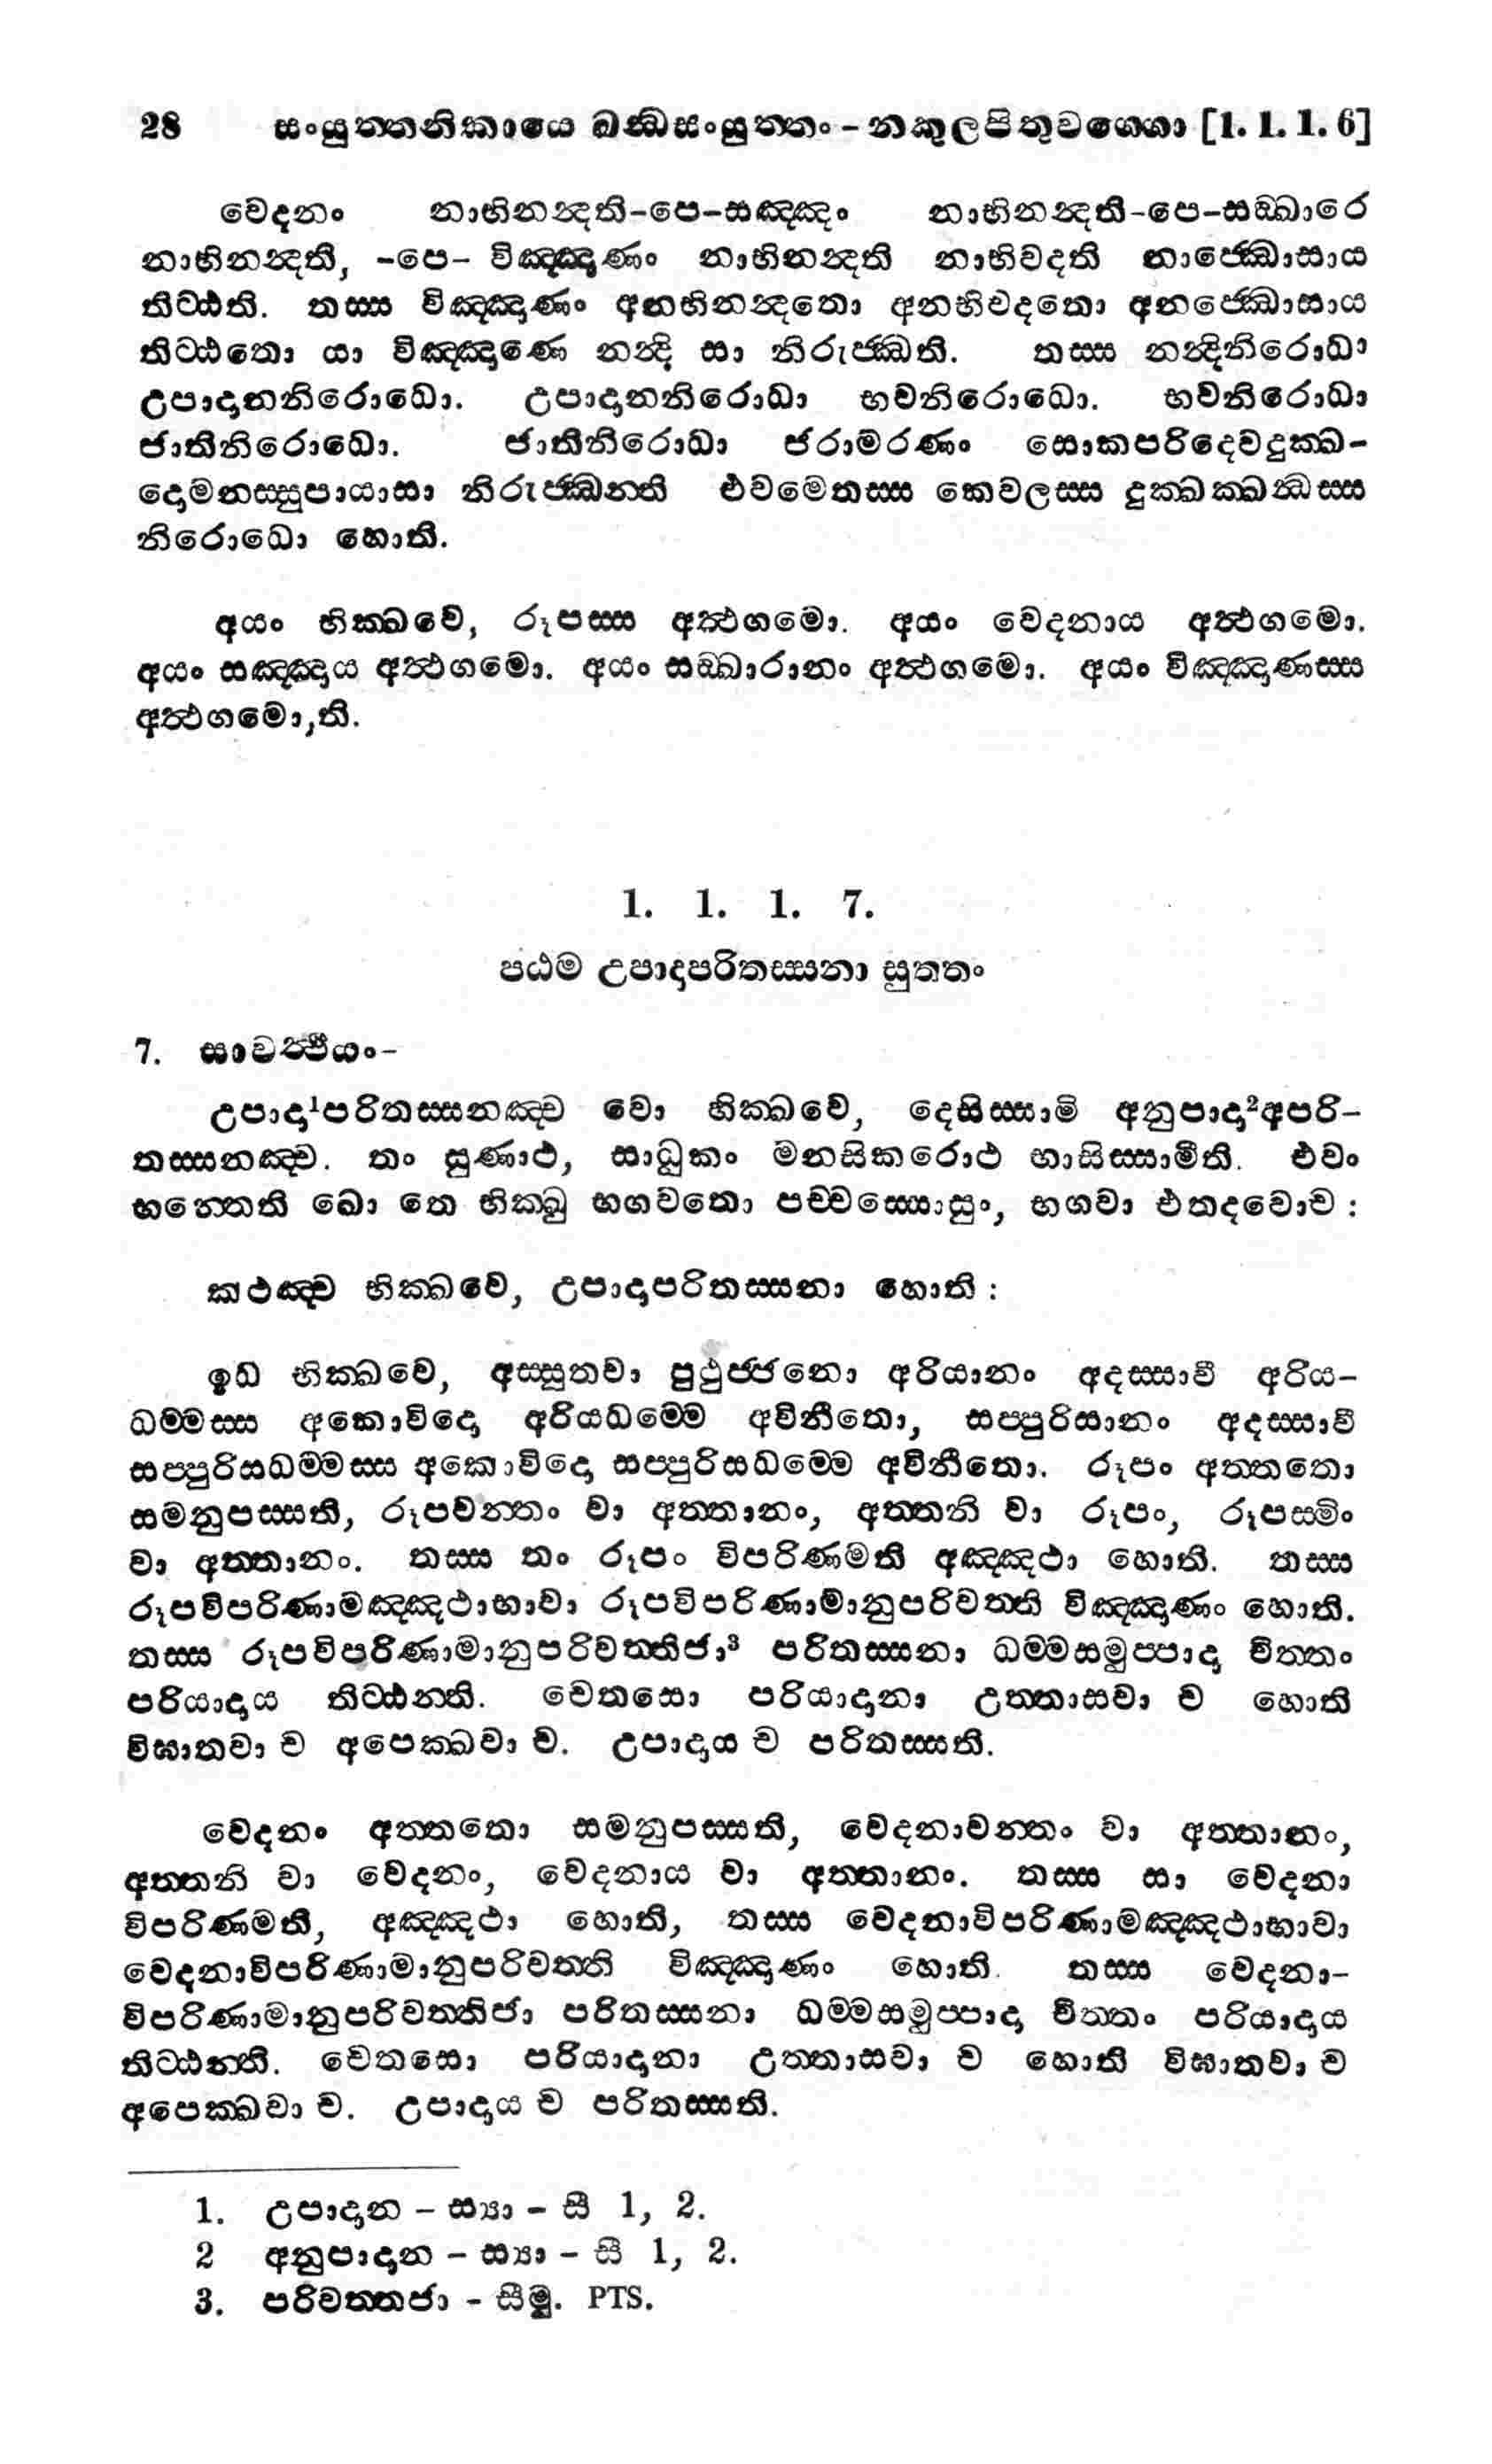 28 සංයුත්තනිකායෙ ඛන්ධසංයුත්තං - නකුලපිතුවග්ගො [1. 1. 1. 6]
වෙදනං නාභිනන්දති-පෙ-සඤ්ඤං නාභිනන්දති-පෙ-සඞ්ඛාරෙ
නාභිනන්දති, -පෙ- විඤ්ඤාණං නාභිනන්දති නාභිවදති නාජ්ඣොසාය
තිට්ඨති. තස්ස විඤ්ඤාණං අනභිනන්දතො අනභිවදතො අනජ්ඣොසාය
තිට්ඨතො යා විඤ්ඤාණෙ නන්දි සා නිරුජ්ඣති. තස්ස නන්දිනිරොධා
උපාදානනිරොධො. උපාදානනිරොධා භවනිරොධො. භවනිරොධා
ජාතිනිරොධො. ජාතිනිරොධා ජරාමරණං සොකපරිදෙවදුක්ඛ-
දොමනස්සුපායාසා නිරුජ්ඣන්ති එවමෙතස්ස කෙවලස්ස දුක්ඛක්ඛන්ධස්ස
නිරොධො හොති.
අයං භික්ඛවෙ, රූපස්ස අත්ථගමො. අයං වෙදනාය අත්ථගමො.
අයං සඤ්ඤාය අත්ථගමො. අයං සඞ්ඛාරානං අත්ථගමො. අයං විඤ්ඤාණස්ස
අත්ථගමො,ති.
1. 1. 1. 7.
පඨම උපාදාපරිතස්සනා සුත්තං
7. සාවත්ථියං-
උපාදා¹පරිතස්සනඤ්ච වො භික්ඛවෙ, දෙසිස්සාමි අනුපාදා²අපරි-
තස්සනඤ්ච. තං සුණාථ, සාධුකං මනසිකරොථ භාසිස්සාමීති. එවං
භන්තෙති ඛො තෙ භික්ඛු භගවතො පච්චස්සොසුං, භගවා එතදවොච :
කථඤ්ච භික්ඛවෙ, උපාදාපරිතස්සනා හොති :
ඉධ භික්ඛවෙ, අස්සුතවා පුථුජ්ජනො අරියානං අදස්සාවී අරිය-
ධම්මස්ස අකොවිදො අරියධම්මෙ අවිනීතො, සප්පුරිසානං අදස්සාවී
සප්පුරිසධම්මස්ස අකොවිදො සප්පුරිසධම්මෙ අවිනීතො. රූපං අත්තතො
සමනුපස්සති, රූපවන්තං වා අත්තානං, අත්තනි වා රූපං, රූපස්මිං
වා අත්තානං. තස්ස තං රූපං විපරිණමති අඤ්ඤථා හොති. තස්ස
රූපවිපරිණාමඤ්ඤථාභාවා රූපවිපරිණාමානුපරිවත්ති විඤ්ඤාණං හොති.
තස්ස රූපවිපරිණාමානුපරිවත්තිජා³ පරිතස්සනා ධම්මසමුප්පාදා චිත්තං
පරියාදාය තිට්ඨන්ති. චෙතසො පරියාදානා උත්තාසවා ච හොති
විඝාතවා ච අපෙක්ඛවා ච. උපාදාය ච පරිතස්සති.
වෙදනං අත්තතො සමනුපස්සති, වෙදනාවන්තං වා අත්තානං,
අත්තනි වා වෙදනං, වෙදනාය වා අත්තානං. තස්ස සා වෙදනා
විපරිණමති, අඤ්ඤථා හොති, තස්ස වෙදනාවිපරිණාමඤ්ඤථාභාවා
වෙදනාවිපරිණාමානුපරිවත්ති විඤ්ඤාණං හොති. තස්ස වෙදනා-
විපරිණාමානුපරිවත්තිජා පරිතස්සනා ධම්මසමුප්පාදා චිත්තං පරියාදාය
තිට්ඨන්ති. චෙතසො පරියාදානා උත්තාසවා ච හොති විඝාතවා ච
අපෙක්ඛවා ච. උපාදාය ච පරිතස්සති.
1. උපාදාන - ස්‍යා - සී 1, 2.
2 අනුපාදාන - ස්‍යා - සී 1, 2.
3. පරිවත්තජා - සීමු. PTS.